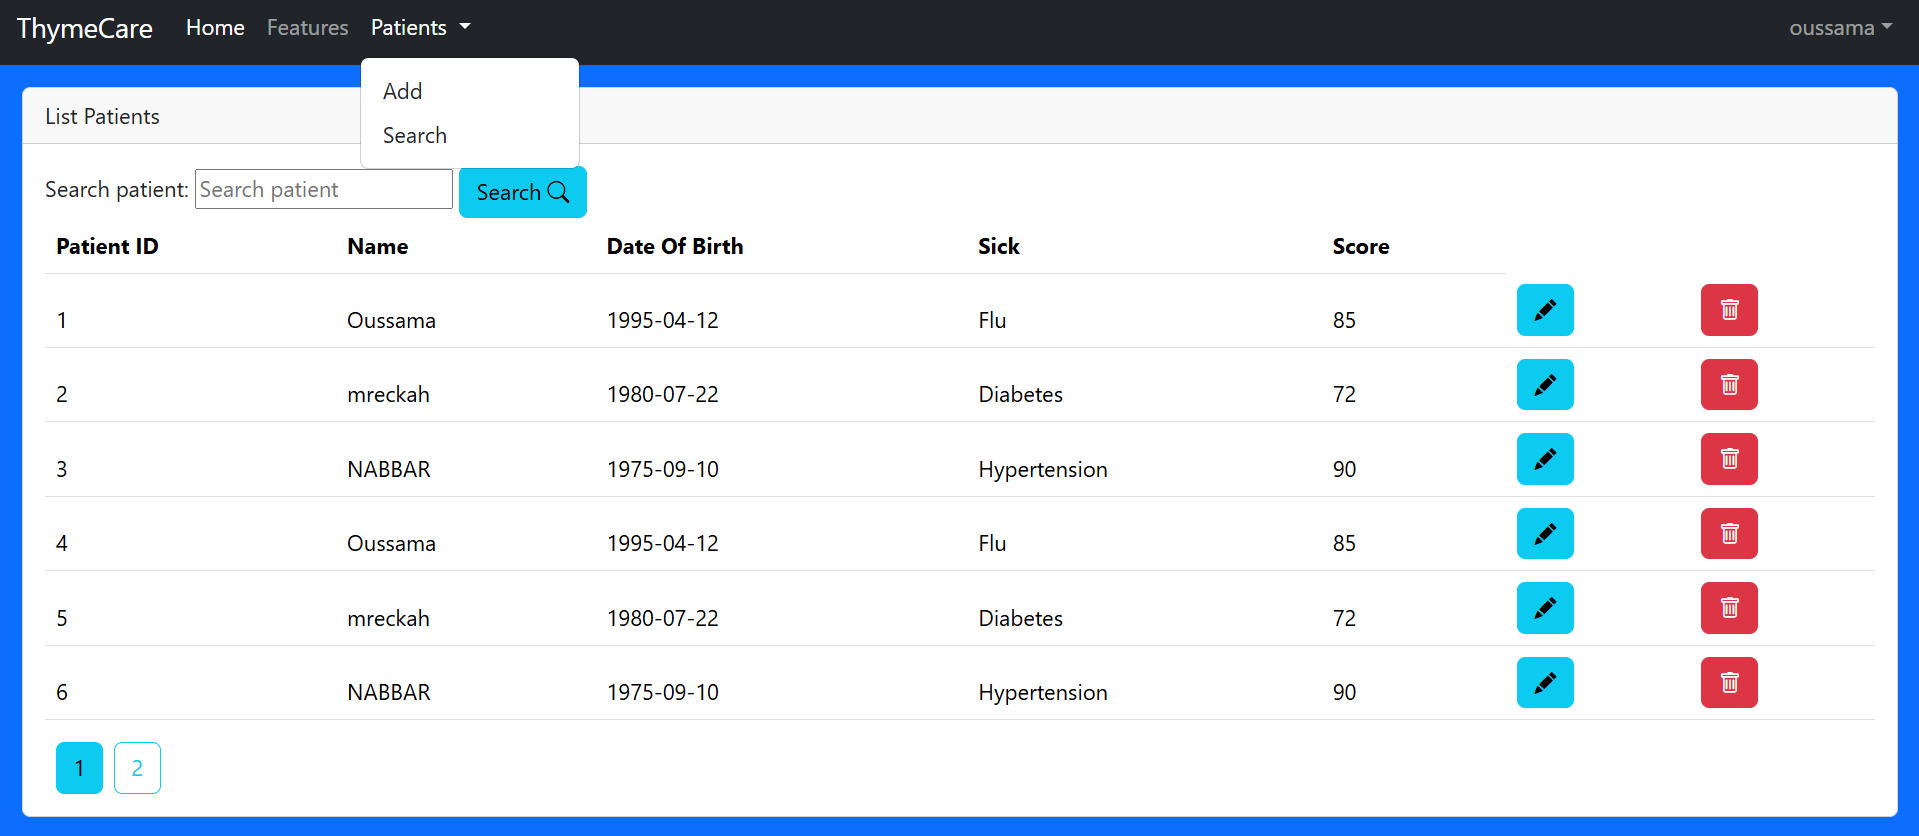 ThymeCare Home Features Patients oussama
Add
Search
List Patients
Search patient: Search patient Search
Patient ID Name Date Of Birth Sick Score
1 Oussama 1995-04-12 Flu 85
2 mreckah 1980-07-22 Diabetes 72
3 NABBAR 1975-09-10 Hypertension 90
4 Oussama 1995-04-12 Flu 85
5 mreckah 1980-07-22 Diabetes 72
6 NABBAR 1975-09-10 Hypertension 90
1 2